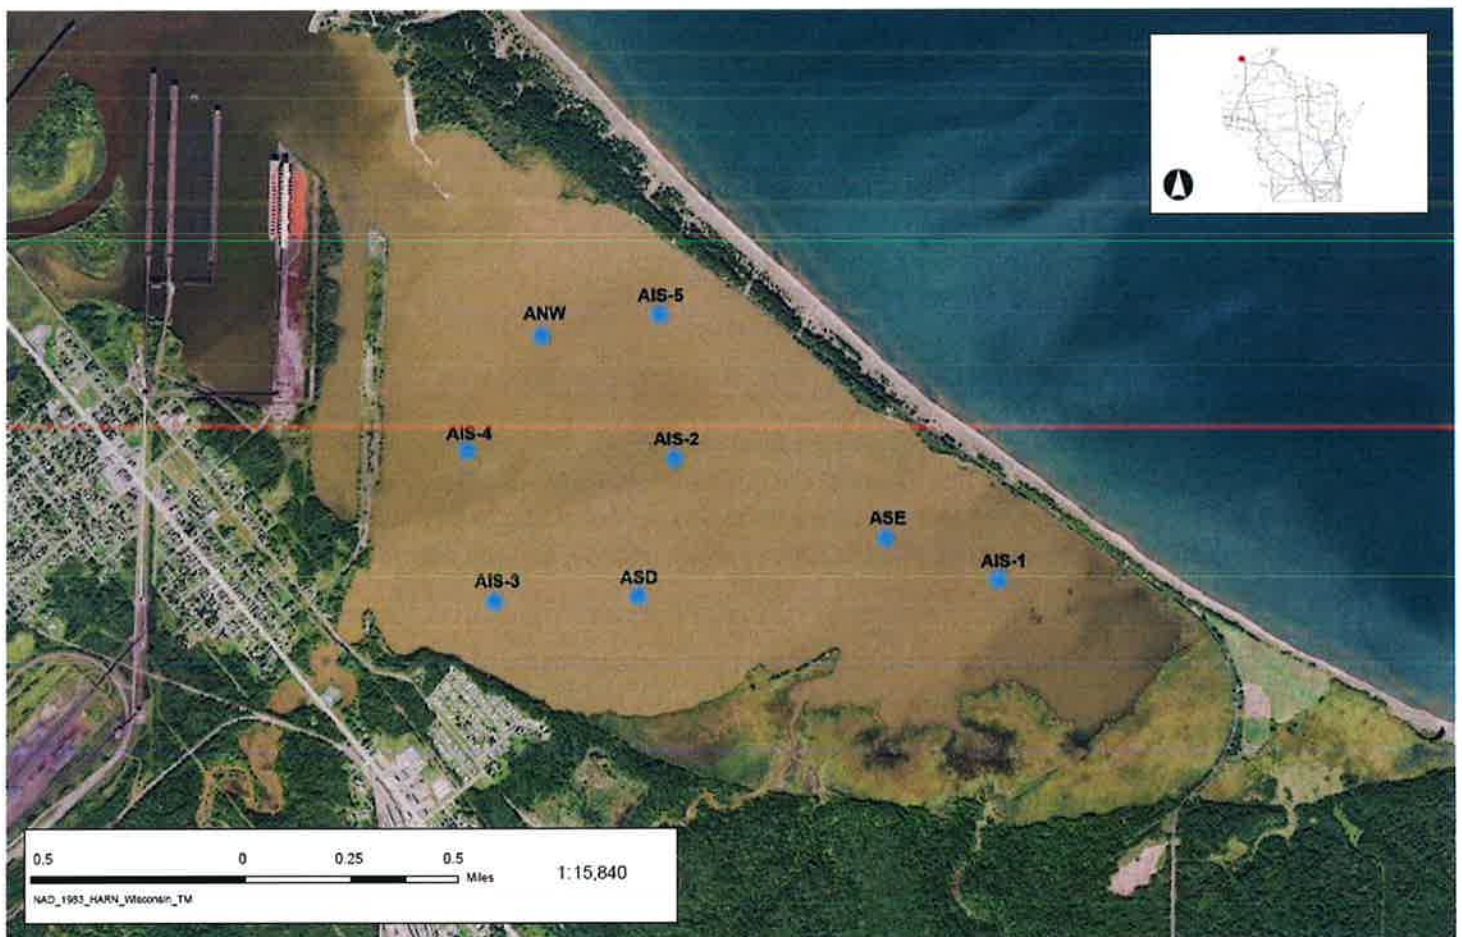 AIS-5
ANW
AIS-4
AIS-2
ASE
AIS-1
AIS-3
ASD
0.5 0 0.25 0.5
Miles
1:15,840
NAD_1983_HARN_Wisconsin_TM